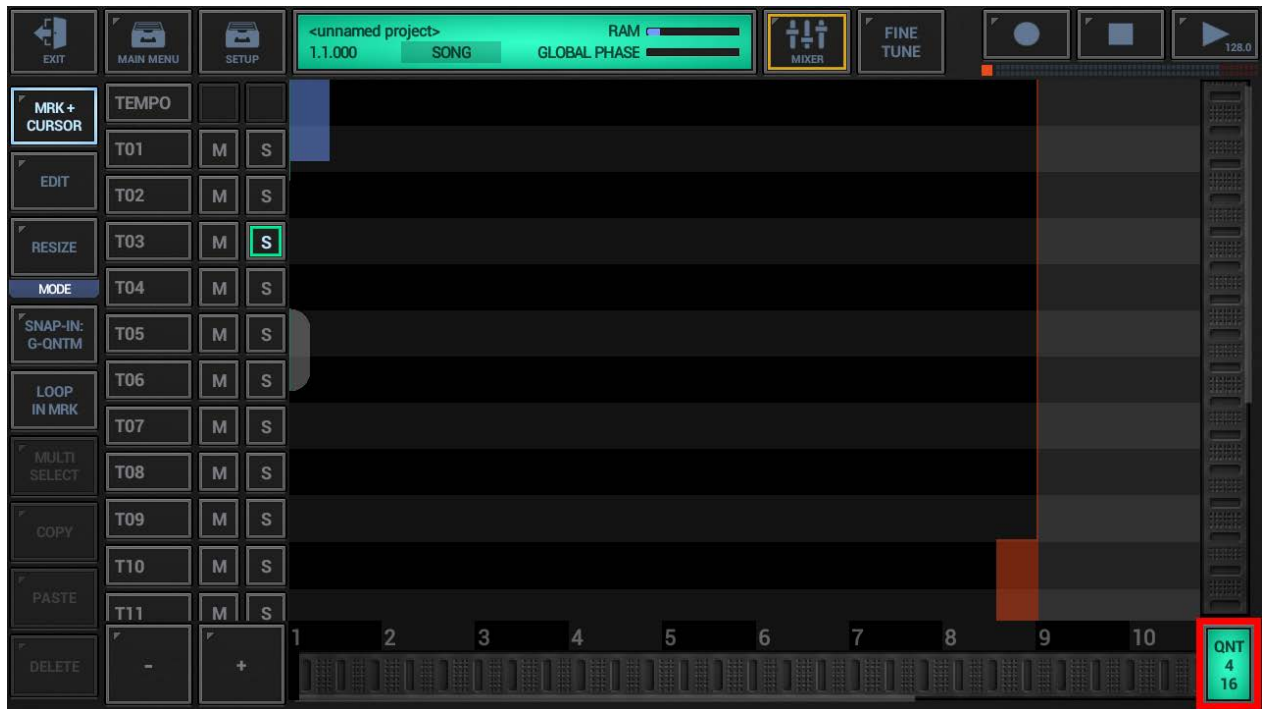 EXIT
MAIN MENU
SETUP
<unnamed project>
RAM
1.1.000
SONG
GLOBAL PHASE
MIXER
FINE
TUNE
128.0
MRK +
CURSOR
EDIT
RESIZE
MODE
SNAP-IN:
G-QNTM
LOOP
IN MRK
MULTI
SELECT
COPY
PASTE
DELETE
TEMPO
T01 M S
T02 M S
T03 M S
T04 M S
T05 M S
T06 M S
T07 M S
T08 M S
T09 M S
T10 M S
T11 M S
- +
1 2 3 4 5 6 7 8 9 10
QNT
4
16